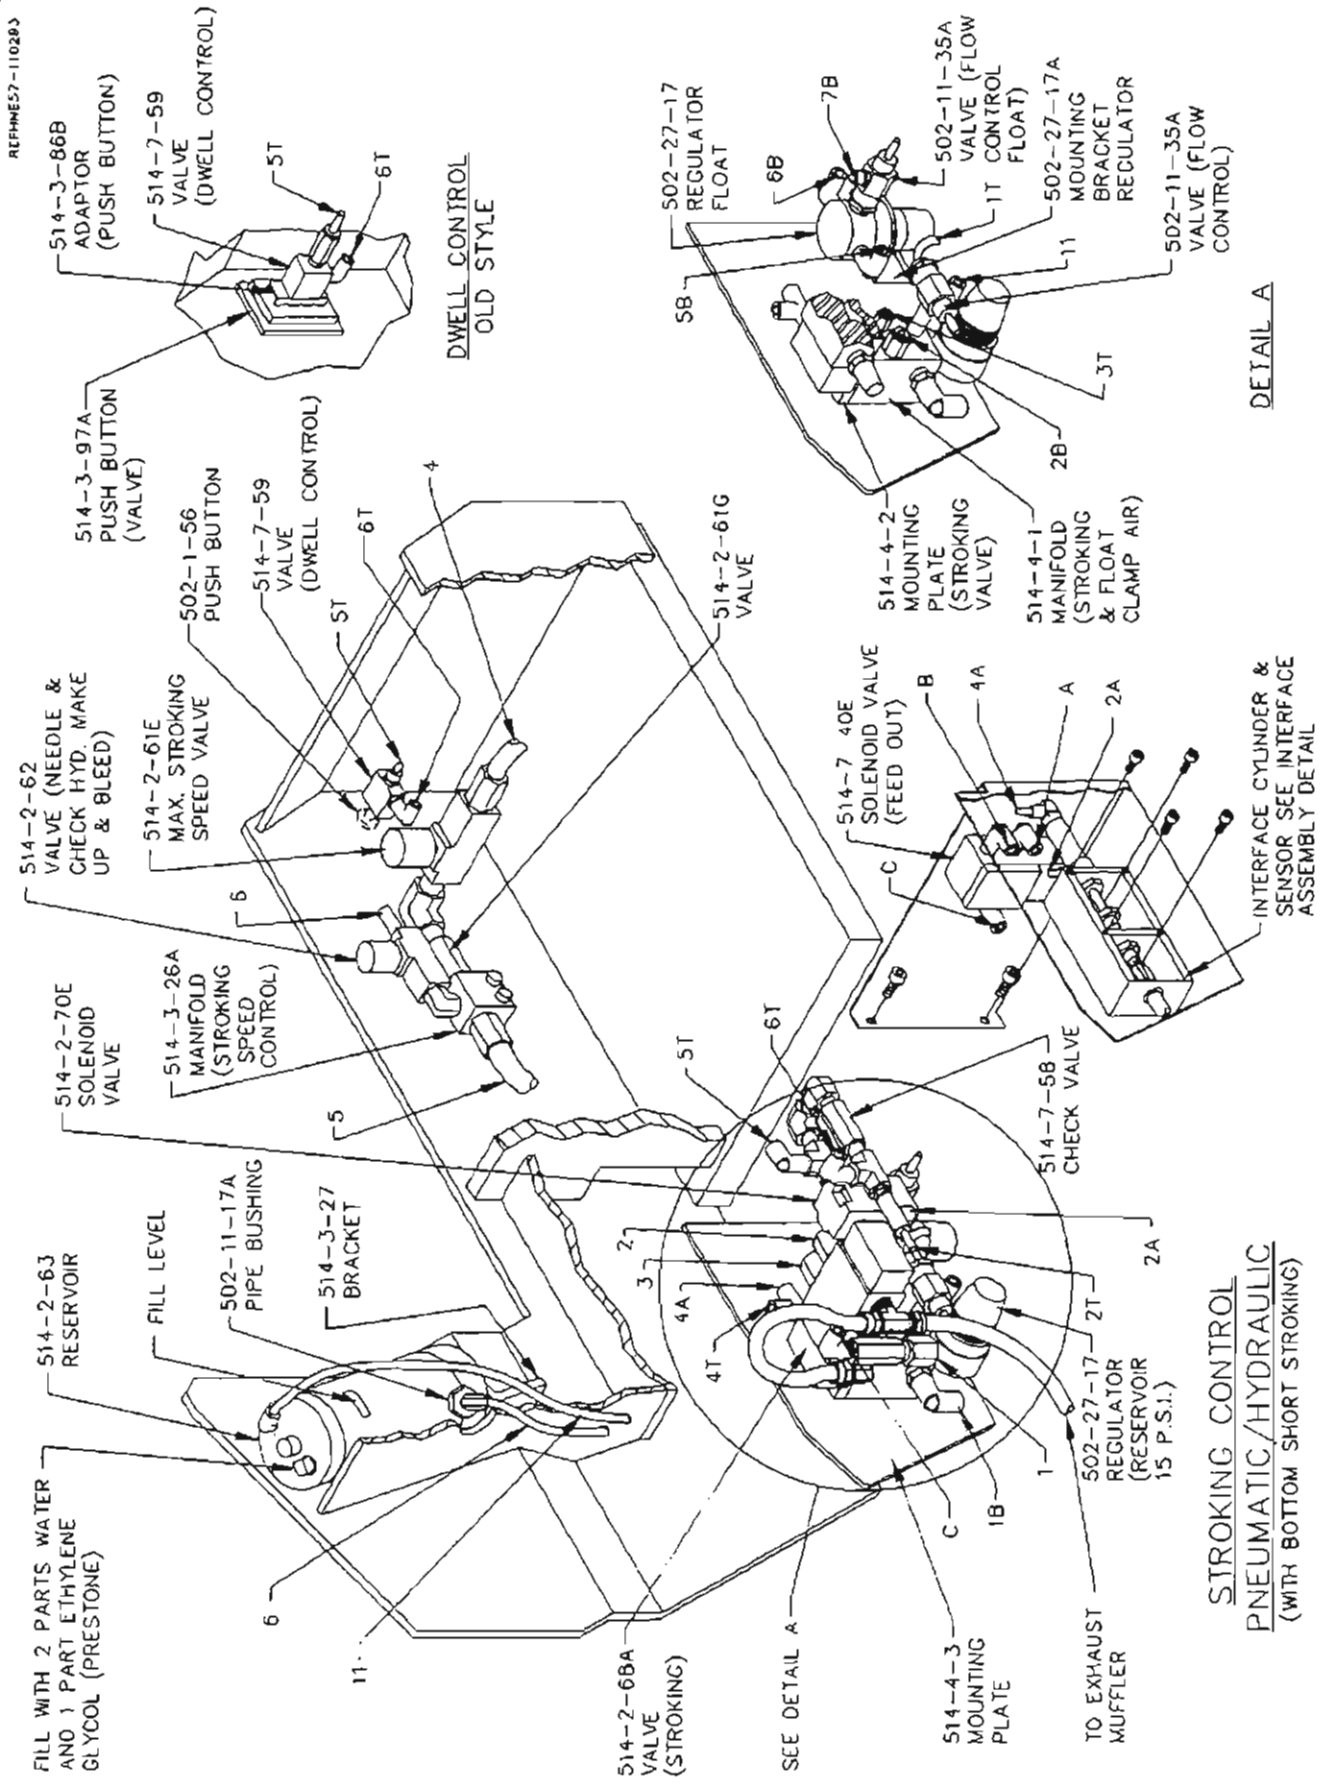 REFHNE57-110293
FILL WITH 2 PARTS WATER
AND 1 PART ETHYLENE
GLYCOL (PRESTONE)
514-2-63
RESERVOIR
FILL LEVEL
502-11-17A
PIPE BUSHING
514-3-27
BRACKET
514-2-70E
SOLENOID
VALVE
514-2-62
VALVE (NEEDLE &
CHECK HYD. MAKE
UP & BLEED)
514-2-61E
MAX. STROKING
SPEED VALVE
514-3-26A
MANIFOLD
(STROKING
SPEED
CONTROL)
6
5
502-1-56
PUSH BUTTON
514-7-59
VALVE
(DWELL CONTROL)
5T
6T
4
514-2-61G
VALVE
514-3-97A
PUSH BUTTON
(VALVE)
514-3-86B
ADAPTOR
(PUSH BUTTON)
514-7-59
VALVE
(DWELL CONTROL)
5T
6T
DWELL CONTROL
OLD STYLE
6
11
514-2-68A
VALVE
(STROKING)
SEE DETAIL A
514-4-3
MOUNTING
PLATE
TO EXHAUST
MUFFLER
2
3
4A
4T
5T
6T
514-7-58
CHECK VALVE
2A
2T
502-27-17
REGULATOR
(RESERVOIR
15 P.S.I.)
1
1B
C
514-7 40E
SOLENOID VALVE
(FEED OUT)
C
B
4A
A
2A
INTERFACE CYLINDER &
SENSOR SEE INTERFACE
ASSEMBLY DETAIL
502-27-17
REGULATOR
FLOAT
5B
6B
7B
502-11-35A
VALVE (FLOW
CONTROL
FLOAT)
1T
502-27-17A
MOUNTING
BRACKET
RECULATOR
502-11-35A
VALVE (FLOW
CONTROL)
11
3T
2B
514-4-2
MOUNTING
PLATE
(STROKING
VALVE)
514-4-1
MANIFOLD
(STROKING
& FLOAT
CLAMP AIR)
DETAIL A
STROKING CONTROL
PNEUMATIC/HYDRAULIC
(WITH BOTTOM SHORT STROKING)